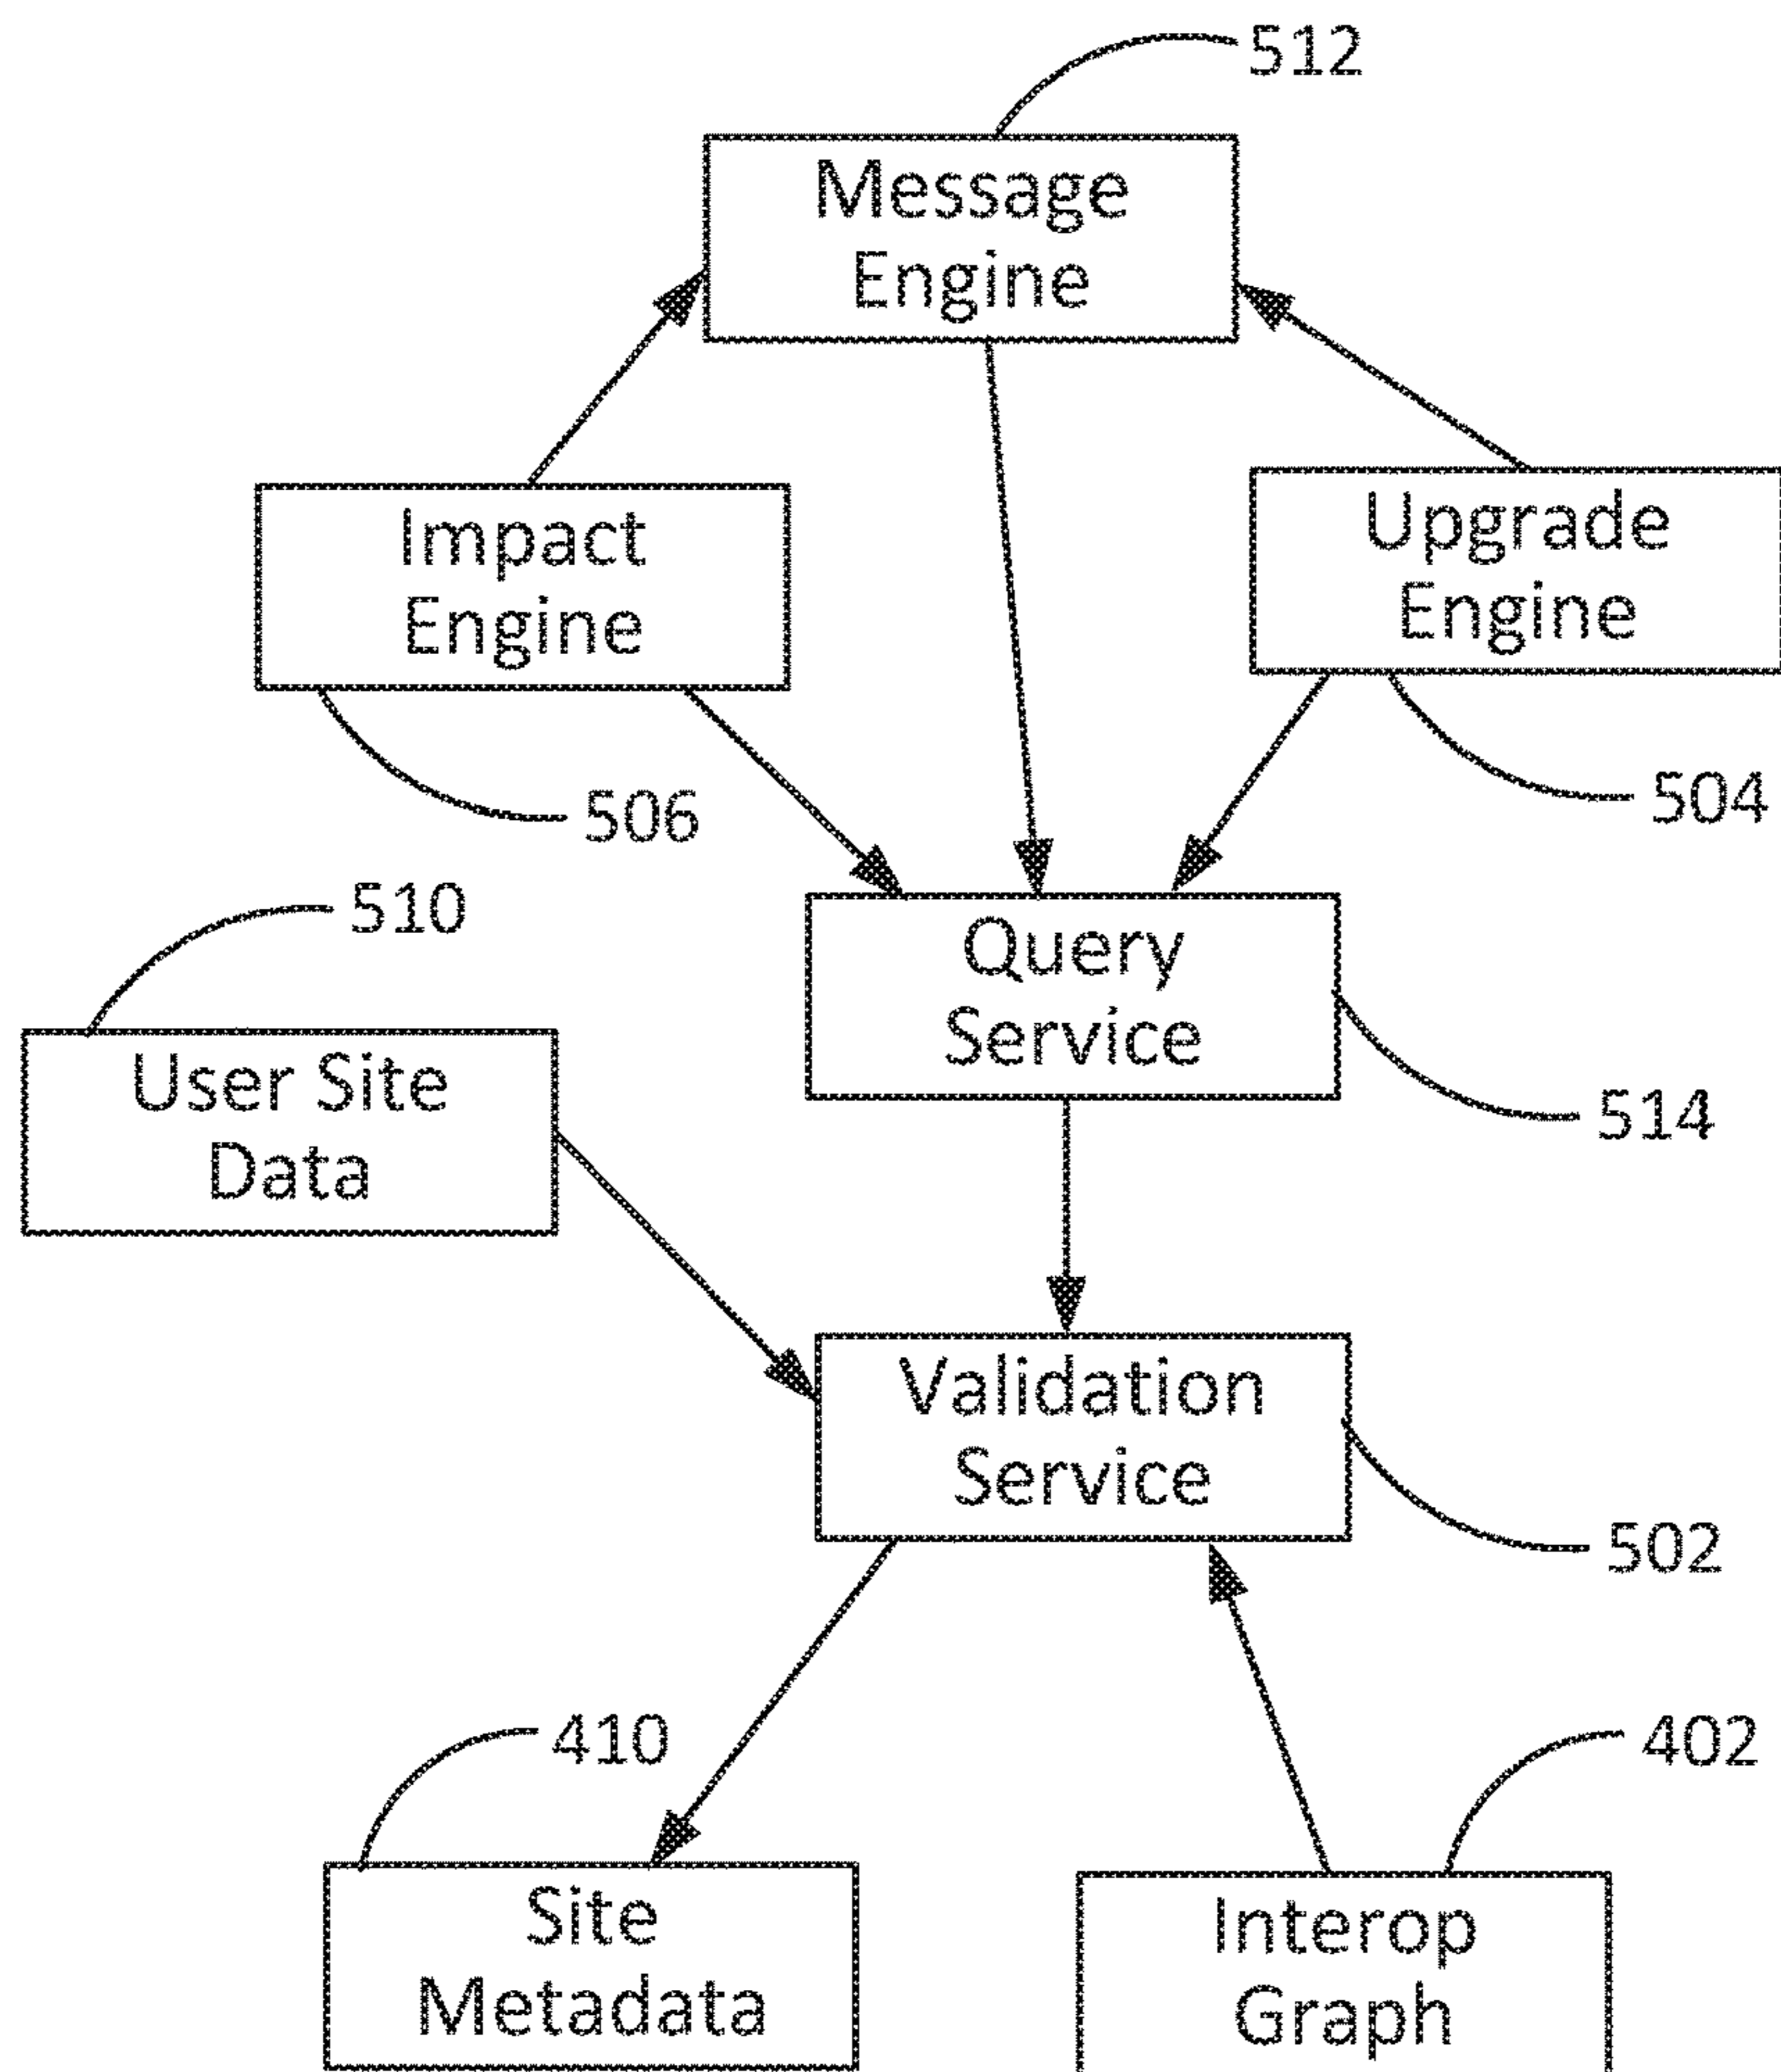 512
Message
Engine
Impact
Engine
Upgrade
Engine
506
504
510
Query
Service
User Site
Data
514
Validation
Service
502
410
402
Site
Metadata
Interop
Graph